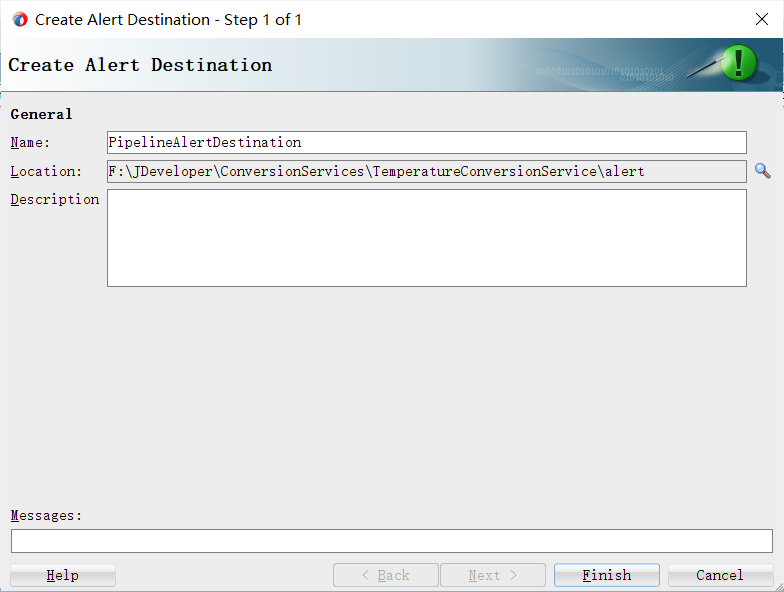 Create Alert Destination - Step 1 of 1
Create Alert Destination
General
Name: PipelineAlertDestination
Location: F:\JDeveloper\ConversionServices\TemperatureConversionService\alert
Description
Messages:
Help < Back Next > Finish Cancel